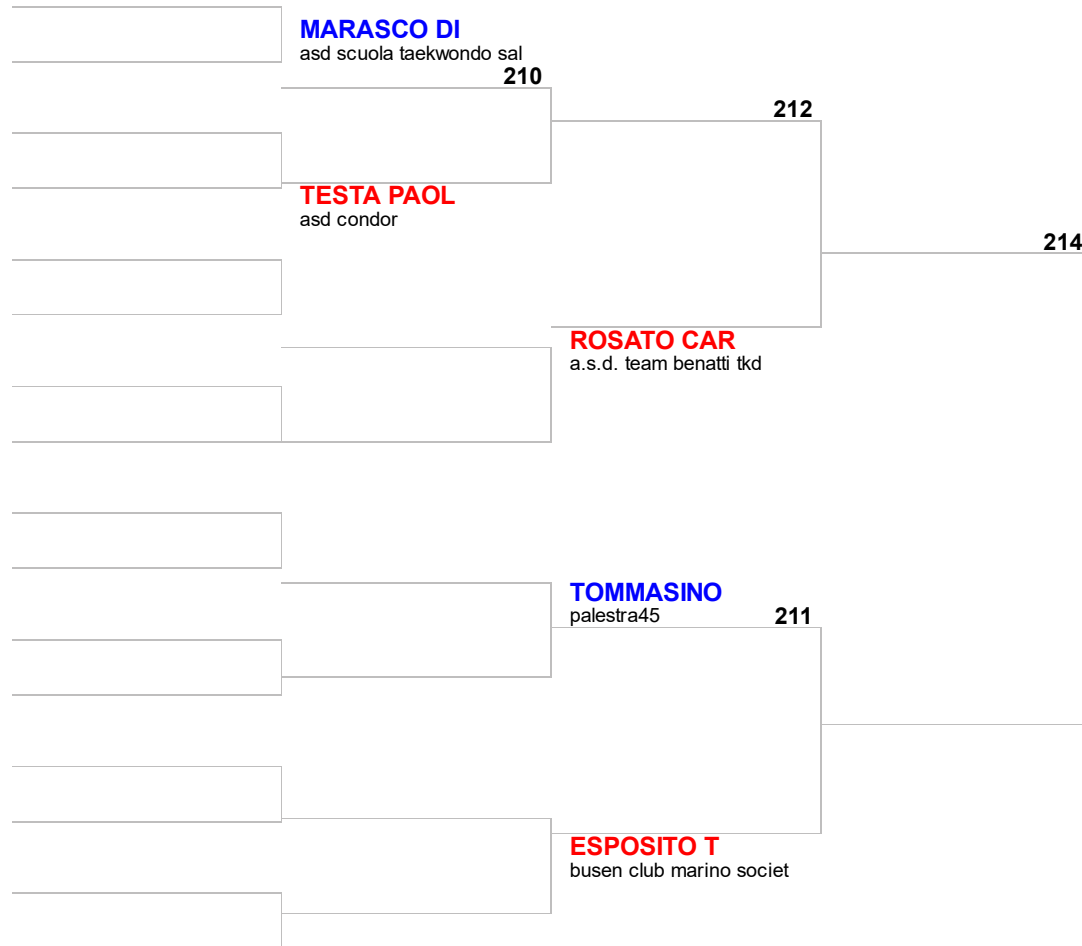 MARASCO DI
asd scuola taekwondo sal
210
212
TESTA PAOL
asd condor
214
ROSATO CAR
a.s.d. team benatti tkd
TOMMASINO
palestra45
211
ESPOSITO T
busen club marino societ